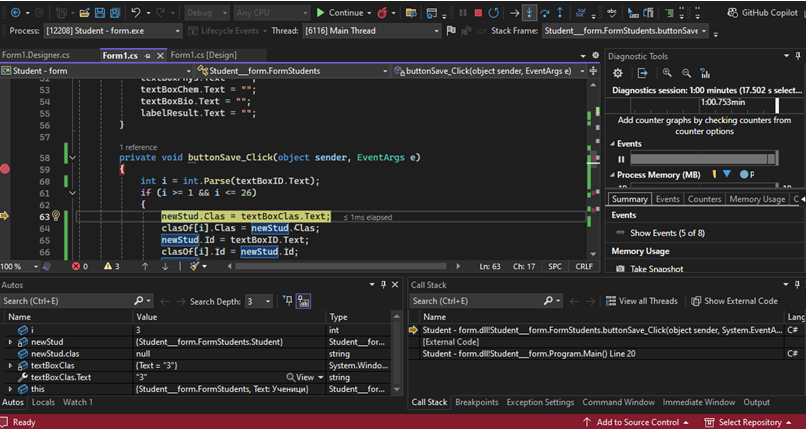 Debug Any CPU Continue GitHub Copilot
Process: [12208] Student - form.exe Lifecycle Events Thread: [6116] Main Thread Stack Frame: Student__form.FormStudents.buttonSave
Form1.Designer.cs Form1.cs Form1.cs [Design]
Student - form Student__form.FormStudents buttonSave_Click(object sender, EventArgs e)
53 textBoxChem.Text = "";
54 textBoxBio.Text = "";
55 labelResult.Text = "";
56 }
57
1 reference
58 private void buttonSave_Click(object sender, EventArgs e)
59 {
60 int i = int.Parse(textBoxID.Text);
61 if (i >= 1 && i <= 26)
62 {
63 newStud.Clas = textBoxClas.Text; ≤ 1ms elapsed
64 clasOf[i].Clas = newStud.Clas;
65 newStud.Id = textBoxID.Text;
66 clasOf[i].Id = newStud.Id;
100 % 0 3 Ln: 63 Ch: 17 SPC CRLF
Diagnostic Tools
Diagnostics session: 1:00 minutes (17.502 s select...
1:00.753min
Add counter graphs by checking counters from
counter options
Events
Process Memory (MB) P
Summary Events Counters Memory Usage C
Events
Show Events (5 of 8)
Memory Usage
Take Snapshot
Autos
Search (Ctrl+E) Search Depth: 3
Name Value Type
i 3 int
newStud {Student__form.FormStudents.Student} Student__fo...
newStud.clas null string
textBoxClas {Text = "3"} System.Windo...
textBoxClas.Text "3" View string
this {Student__form.FormStudents, Text: Ученици} Student__fo...
Autos Locals Watch 1
Call Stack
Search (Ctrl+E) View all Threads Show External Code
Name Lang
Student - form.dll!Student__form.FormStudents.buttonSave_Click(object sender, System.EventA... C#
[External Code]
Student - form.dll!Student__form.Program.Main() Line 20 C#
Call Stack Breakpoints Exception Settings Command Window Immediate Window Output
Ready Add to Source Control Select Repository